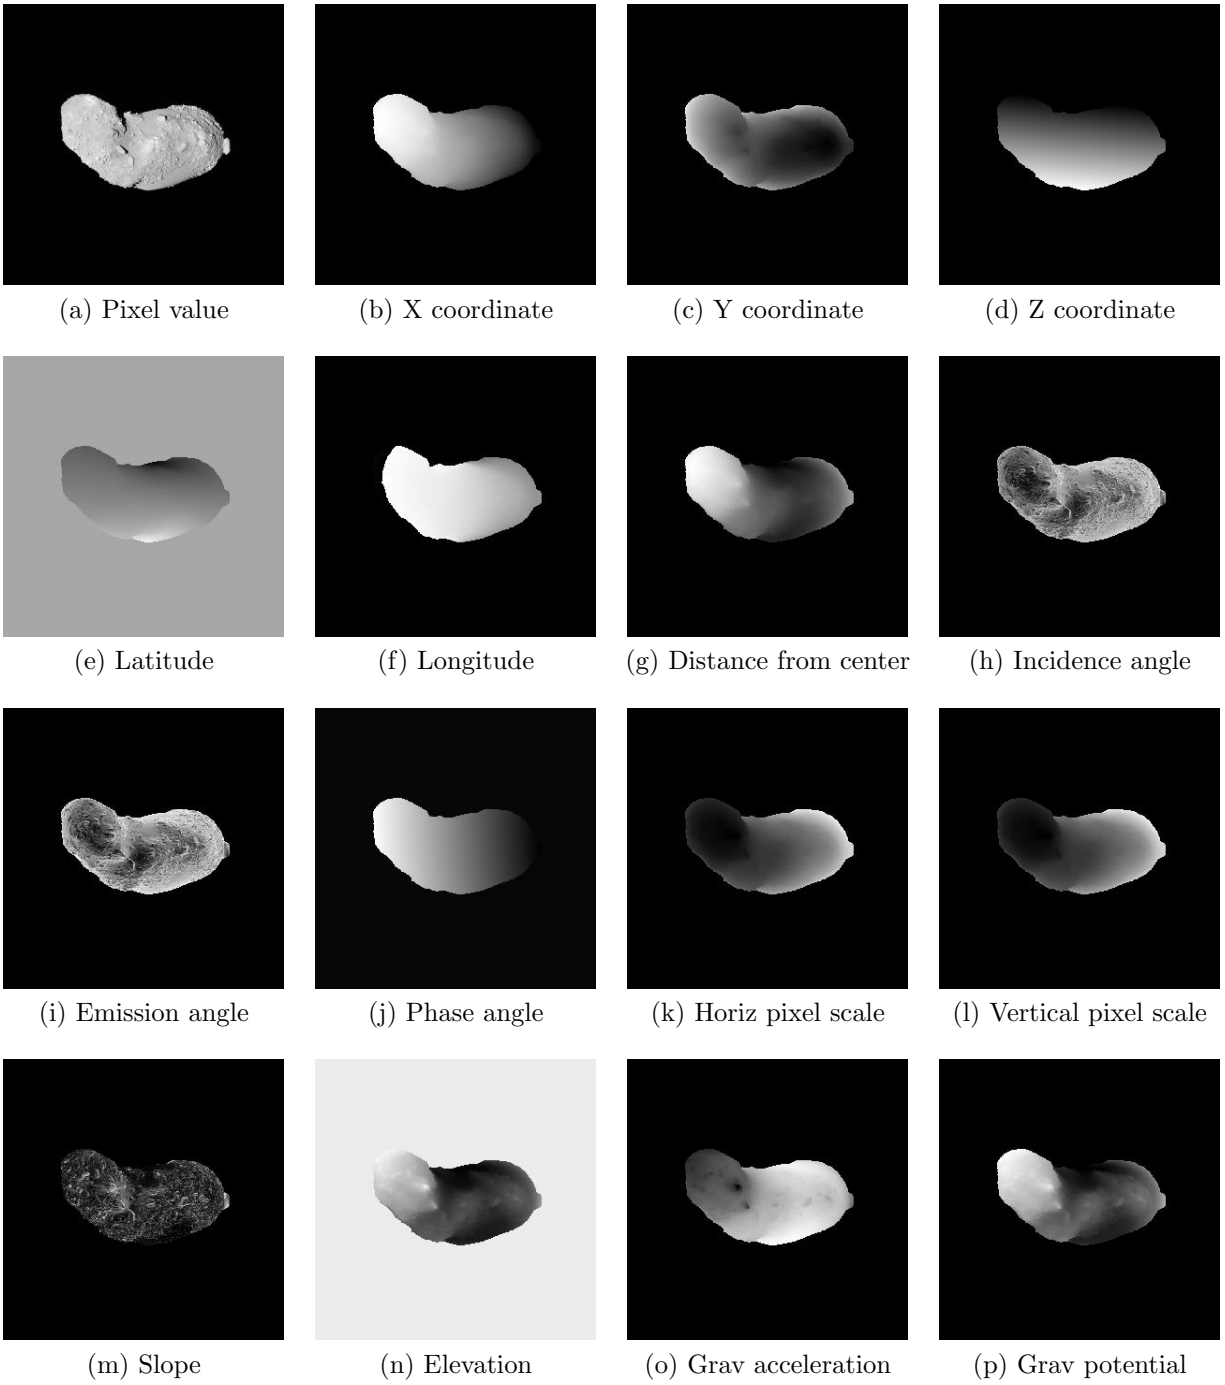 (a) Pixel value
(b) X coordinate
(c) Y coordinate
(d) Z coordinate
(e) Latitude
(f) Longitude
(g) Distance from center
(h) Incidence angle
(i) Emission angle
(j) Phase angle
(k) Horiz pixel scale
(l) Vertical pixel scale
(m) Slope
(n) Elevation
(o) Grav acceleration
(p) Grav potential